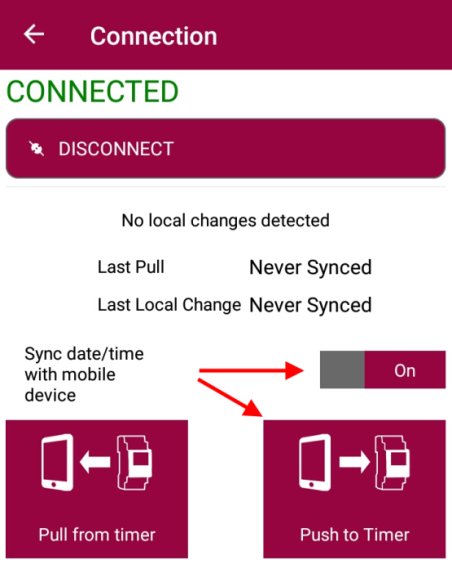 Connection
CONNECTED
DISCONNECT
No local changes detected
Last Pull Never Synced
Last Local Change Never Synced
Sync date/time
with mobile
device
On
Pull from timer
Push to Timer